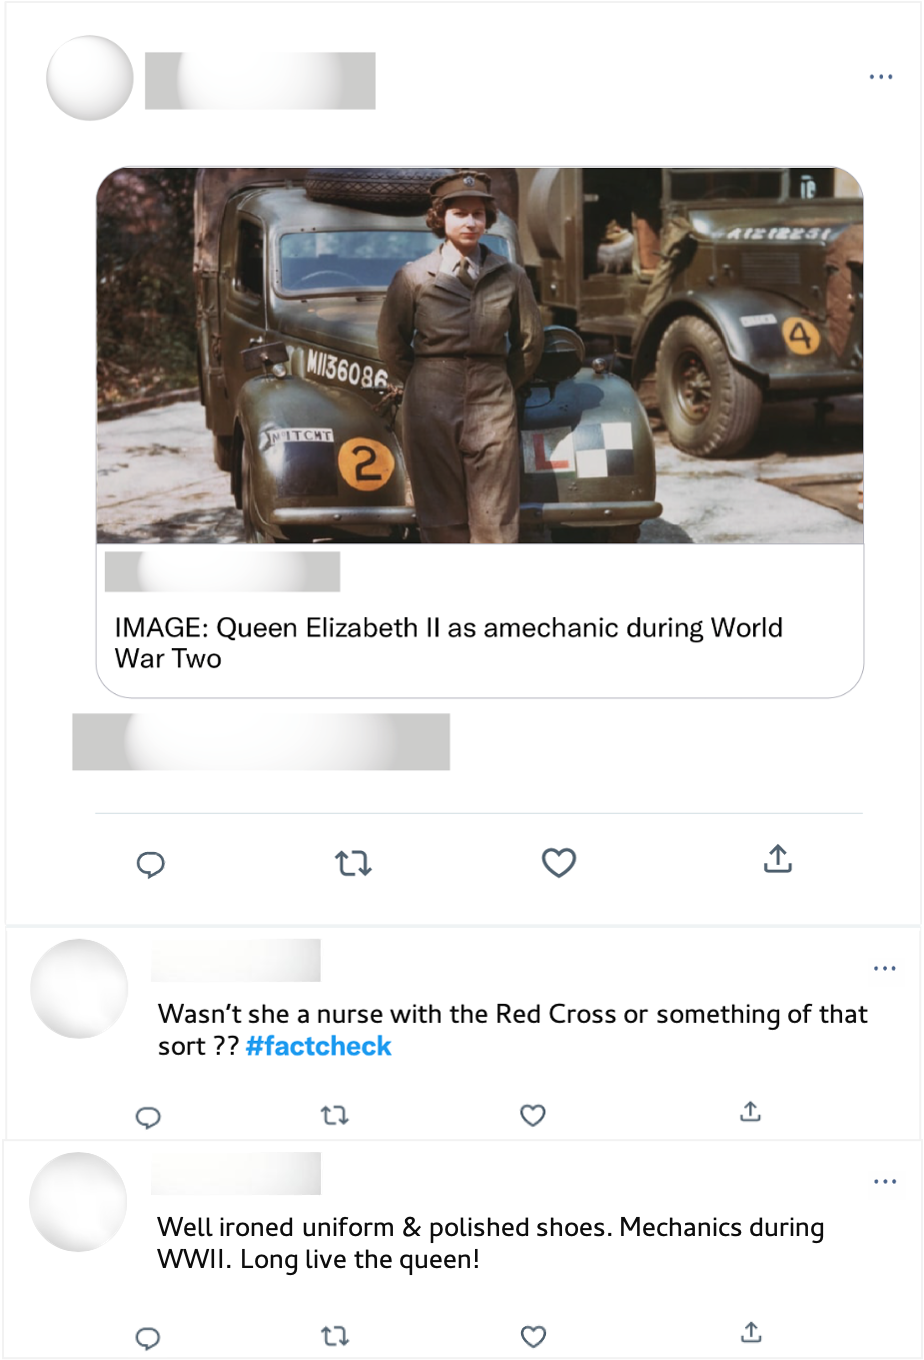 M1136086
2
L
4
IMAGE: Queen Elizabeth II as amechanic during World
War Two
Wasn't she a nurse with the Red Cross or something of that
sort ?? #factcheck
Well ironed uniform & polished shoes. Mechanics during
WWII. Long live the queen!